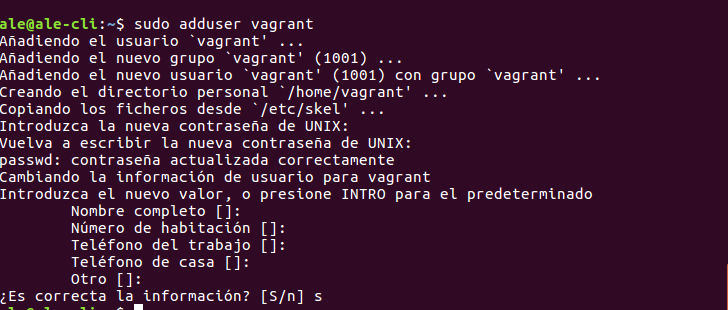 ale@ale-cli:~$ sudo adduser vagrant
Añadiendo el usuario `vagrant' ...
Añadiendo el nuevo grupo `vagrant' (1001) ...
Añadiendo el nuevo usuario `vagrant' (1001) con grupo `vagrant' ...
Creando el directorio personal `/home/vagrant' ...
Copiando los ficheros desde `/etc/skel' ...
Introduzca la nueva contraseña de UNIX:
Vuelva a escribir la nueva contraseña de UNIX:
passwd: contraseña actualizada correctamente
Cambiando la información de usuario para vagrant
Introduzca el nuevo valor, o presione INTRO para el predeterminado
Nombre completo []:
Número de habitación []:
Teléfono del trabajo []:
Teléfono de casa []:
Otro []:
¿Es correcta la información? [S/n] s
ale@ale-cli:~$